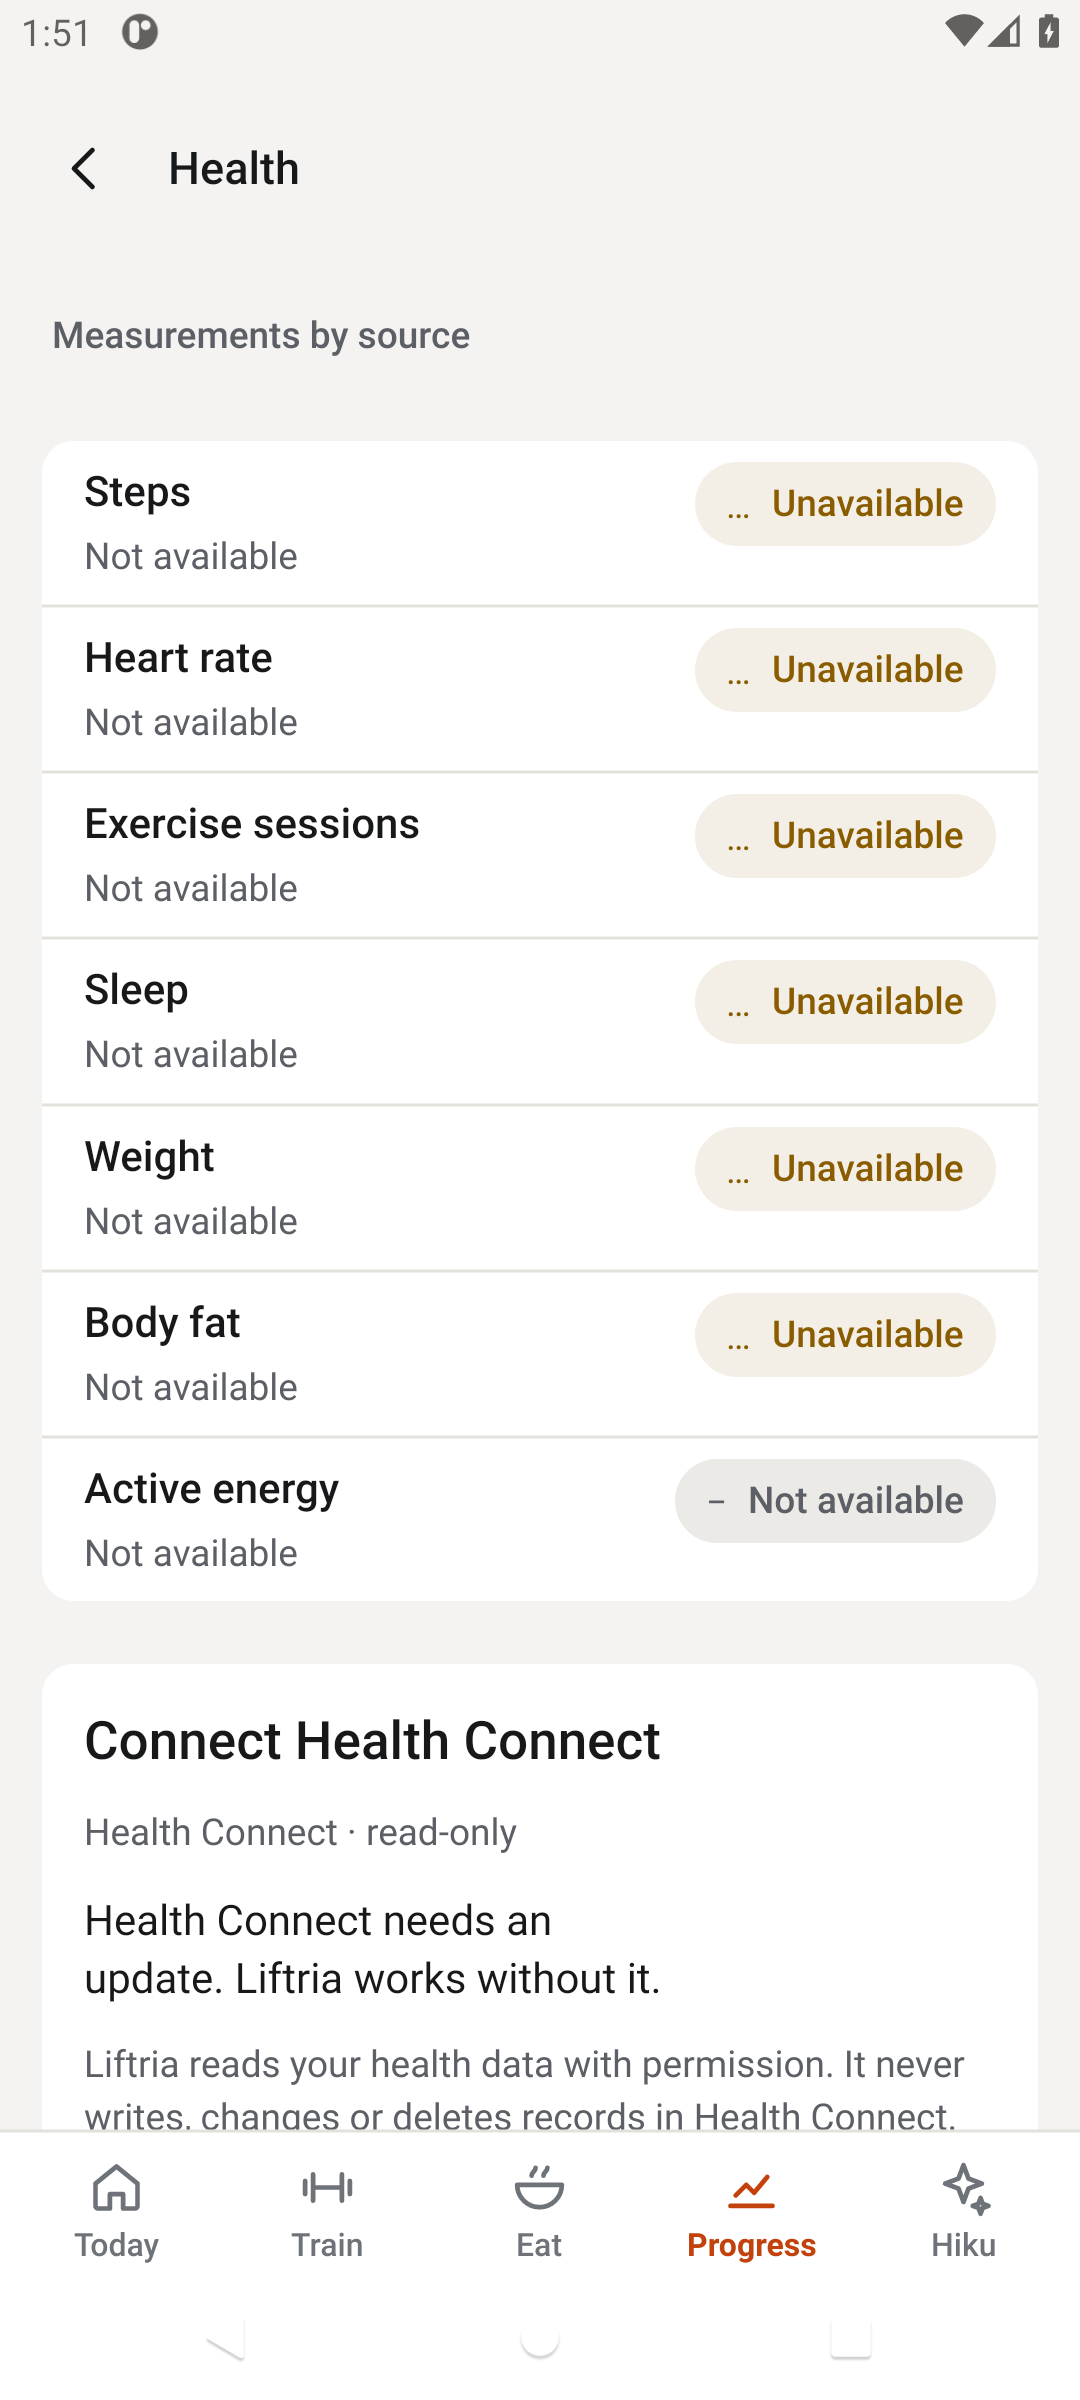 1:51
Health
Measurements by source
Steps
... Unavailable
Not available
Heart rate
... Unavailable
Not available
Exercise sessions
... Unavailable
Not available
Sleep
... Unavailable
Not available
Weight
... Unavailable
Not available
Body fat
... Unavailable
Not available
Active energy
– Not available
Not available
Connect Health Connect
Health Connect · read-only
Health Connect needs an
update. Liftria works without it.
Liftria reads your health data with permission. It never
writes, changes or deletes records in Health Connect.
Today
Train
Eat
Progress
Hiku